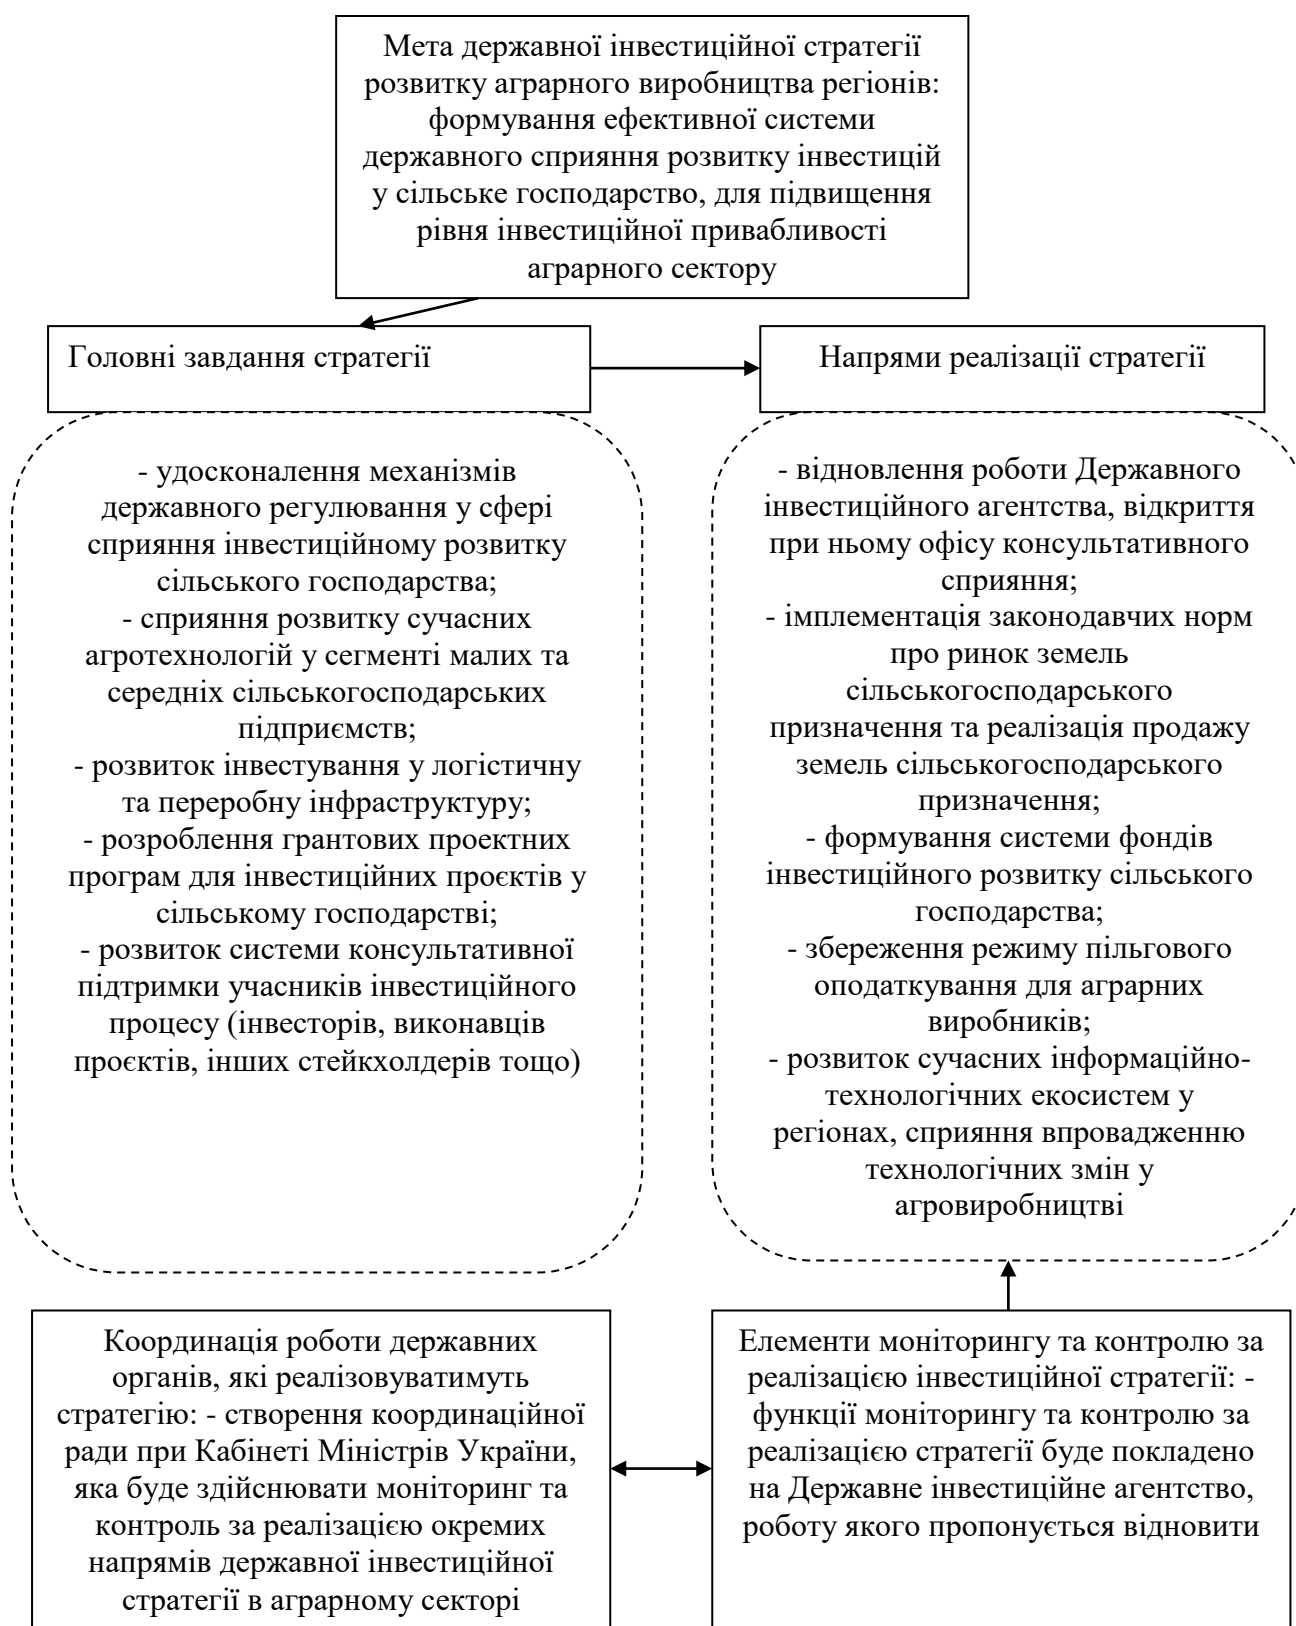 Мета державної інвестиційної стратегії
розвитку аграрного виробництва регіонів:
формування ефективної системи
державного сприяння розвитку інвестицій
у сільське господарство, для підвищення
рівня інвестиційної привабливості
аграрного сектору
Головні завдання стратегії
Напрями реалізації стратегії
- удосконалення механізмів
державного регулювання у сфері
сприяння інвестиційному розвитку
сільського господарства;
- сприяння розвитку сучасних
агротехнологій у сегменті малих та
середніх сільськогосподарських
підприємств;
- розвиток інвестування у логістичну
та переробну інфраструктуру;
- розроблення грантових проектних
програм для інвестиційних проєктів у
сільському господарстві;
- розвиток системи консультативної
підтримки учасників інвестиційного
процесу (інвесторів, виконавців
проєктів, інших стейкхолдерів тощо)
- відновлення роботи Державного
інвестиційного агентства, відкриття
при ньому офісу консультативного
сприяння;
- імплементація законодавчих норм
про ринок земель
сільськогосподарського
призначення та реалізація продажу
земель сільськогосподарського
призначення;
- формування системи фондів
інвестиційного розвитку сільського
господарства;
- збереження режиму пільгового
оподаткування для аграрних
виробників;
- розвиток сучасних інформаційно-
технологічних екосистем у
регіонах, сприяння впровадженню
технологічних змін у
агровиробництві
Координація роботи державних
органів, які реалізовуватимуть
стратегію: - створення координаційної
ради при Кабінеті Міністрів України,
яка буде здійснювати моніторинг та
контроль за реалізацією окремих
напрямів державної інвестиційної
стратегії в аграрному секторі
Елементи моніторингу та контролю за
реалізацією інвестиційної стратегії: -
функції моніторингу та контролю за
реалізацією стратегії буде покладено
на Державне інвестиційне агентство,
роботу якого пропонується відновити